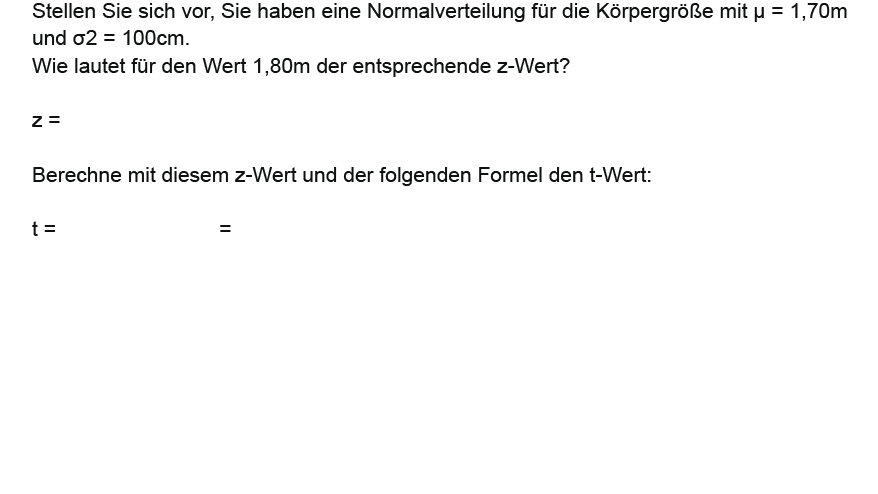 Stellen Sie sich vor, Sie haben eine Normalverteilung für die Körpergröße mit μ = 1,70m
und σ2 = 100cm.
Wie lautet für den Wert 1,80m der entsprechende z-Wert?
z =
Berechne mit diesem z-Wert und der folgenden Formel den t-Wert:
t = =